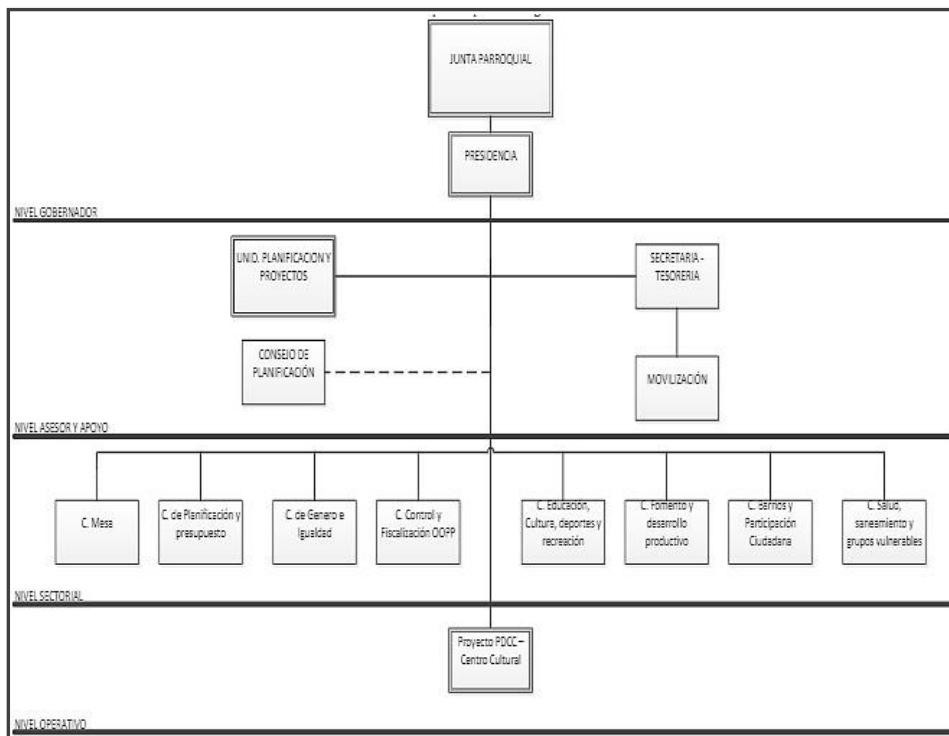 JUNTA PARROQUIAL
PRESIDENCIA
NIVEL GOBERNADOR
UNID. PLANIFICACION Y
PROYECTOS
SECRETARIA -
TESORERIA
CONSEJO DE
PLANIFICACIÓN
MOVILIZACIÓN
NIVEL ASESOR Y APOYO
C. Mesa
C. de Planificación y
presupuesto
C. de Genero e
Igualdad
C. Control y
Fiscalización OOPP
C. Educación,
Cultura, deportes y
recreación
C. Fomento y
desarrollo
productivo
C. Barrios y
Participación
Ciudadana
C. Salud,
saneamiento y
grupos vulnerables
NIVEL SECTORIAL
Proyecto PDCC –
Centro Cultural
NIVEL OPERATIVO